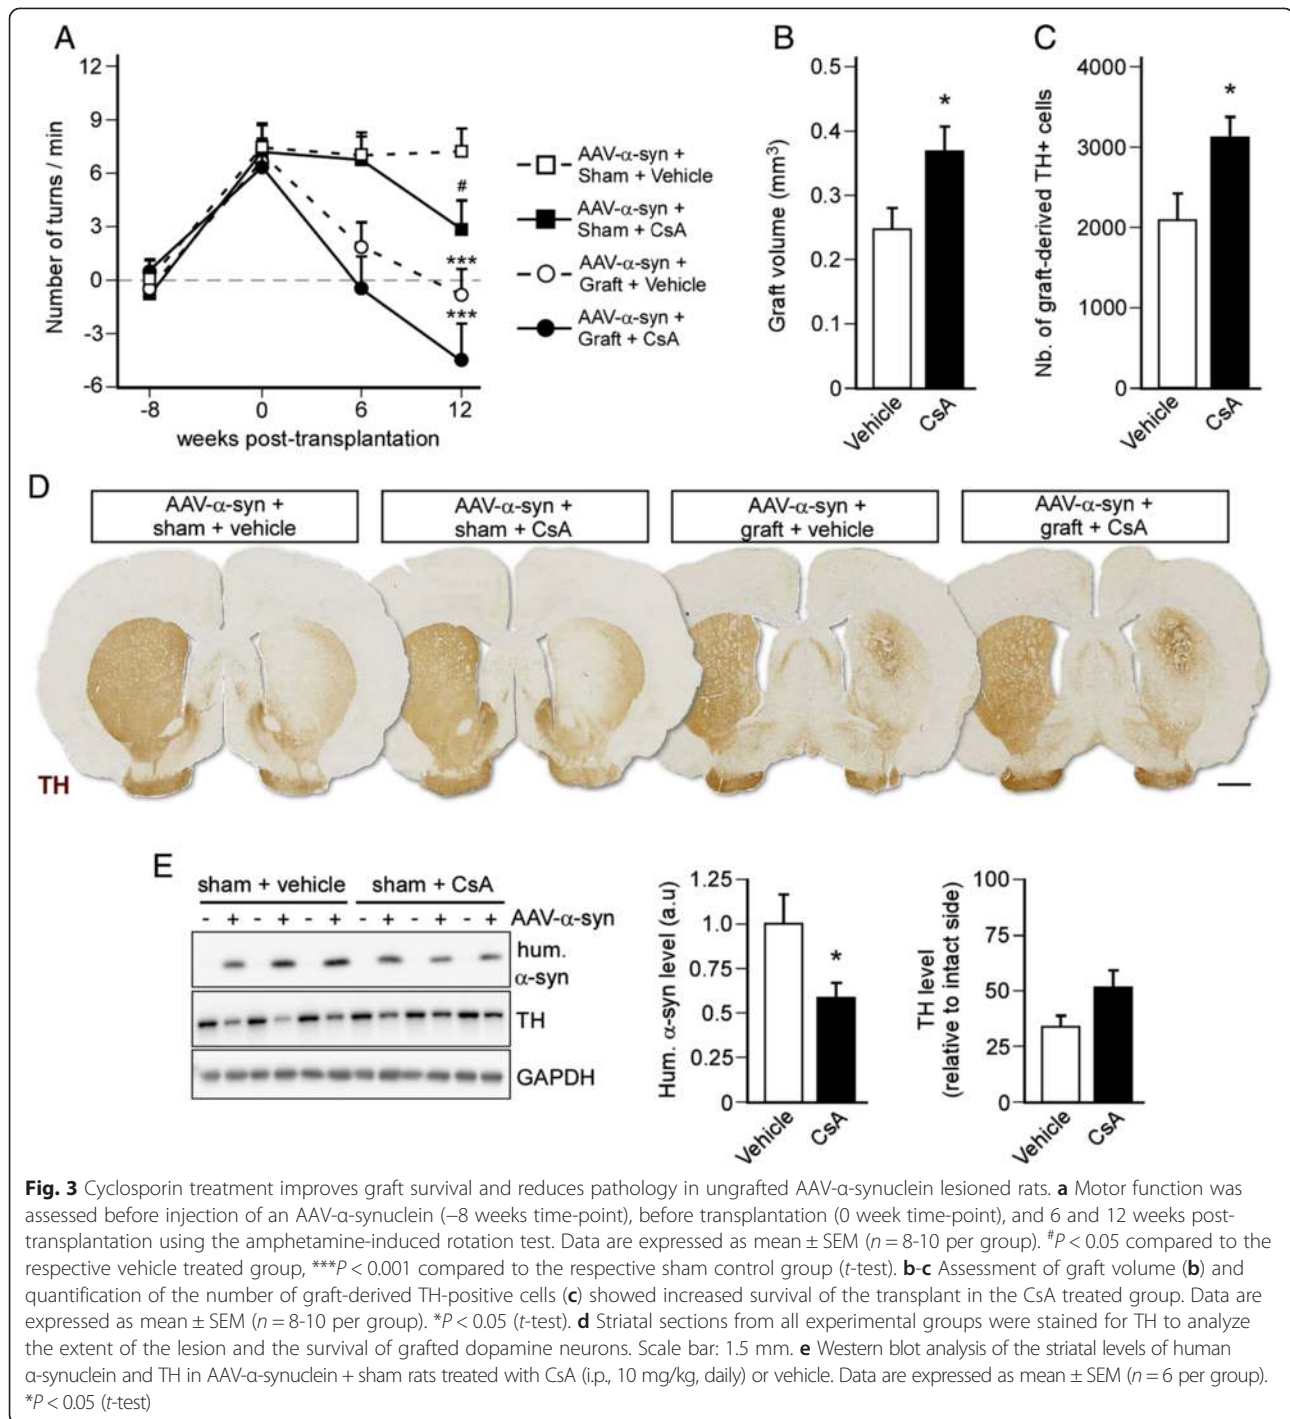 A
12
9
6
3
0
-3
-6
Number of turns / min
-8
0
6
12
weeks post-transplantation
#
***
***
AAV-α-syn +
Sham + Vehicle
AAV-α-syn +
Sham + CsA
AAV-α-syn +
Graft + Vehicle
AAV-α-syn +
Graft + CsA
B
0.5
0.4
0.3
0.2
0.1
0
Graft volume (mm³)
*
Vehicle
CsA
C
4000
3000
2000
1000
0
Nb. of graft-derived TH+ cells
*
Vehicle
CsA
D
AAV-α-syn +
sham + vehicle
AAV-α-syn +
sham + CsA
AAV-α-syn +
graft + vehicle
AAV-α-syn +
graft + CsA
TH
E
sham + vehicle sham + CsA
- + - + - + - + - + - + AAV-α-syn
hum.
α-syn
TH
GAPDH
1.25
1.0
0.75
0.5
0.25
0
Hum. α-syn level (a.u)
*
Vehicle
CsA
100
75
50
25
0
TH level
(relative to intact side)
Vehicle
CsA
Fig. 3 Cyclosporin treatment improves graft survival and reduces pathology in ungrafted AAV-α-synuclein lesioned rats. a Motor function was
assessed before injection of an AAV-α-synuclein (−8 weeks time-point), before transplantation (0 week time-point), and 6 and 12 weeks post-
transplantation using the amphetamine-induced rotation test. Data are expressed as mean ± SEM (n = 8-10 per group). #P < 0.05 compared to the
respective vehicle treated group, ***P < 0.001 compared to the respective sham control group (t-test). b-c Assessment of graft volume (b) and
quantification of the number of graft-derived TH-positive cells (c) showed increased survival of the transplant in the CsA treated group. Data are
expressed as mean ± SEM (n = 8-10 per group). *P < 0.05 (t-test). d Striatal sections from all experimental groups were stained for TH to analyze
the extent of the lesion and the survival of grafted dopamine neurons. Scale bar: 1.5 mm. e Western blot analysis of the striatal levels of human
α-synuclein and TH in AAV-α-synuclein + sham rats treated with CsA (i.p., 10 mg/kg, daily) or vehicle. Data are expressed as mean ± SEM (n = 6 per group).
*P < 0.05 (t-test)